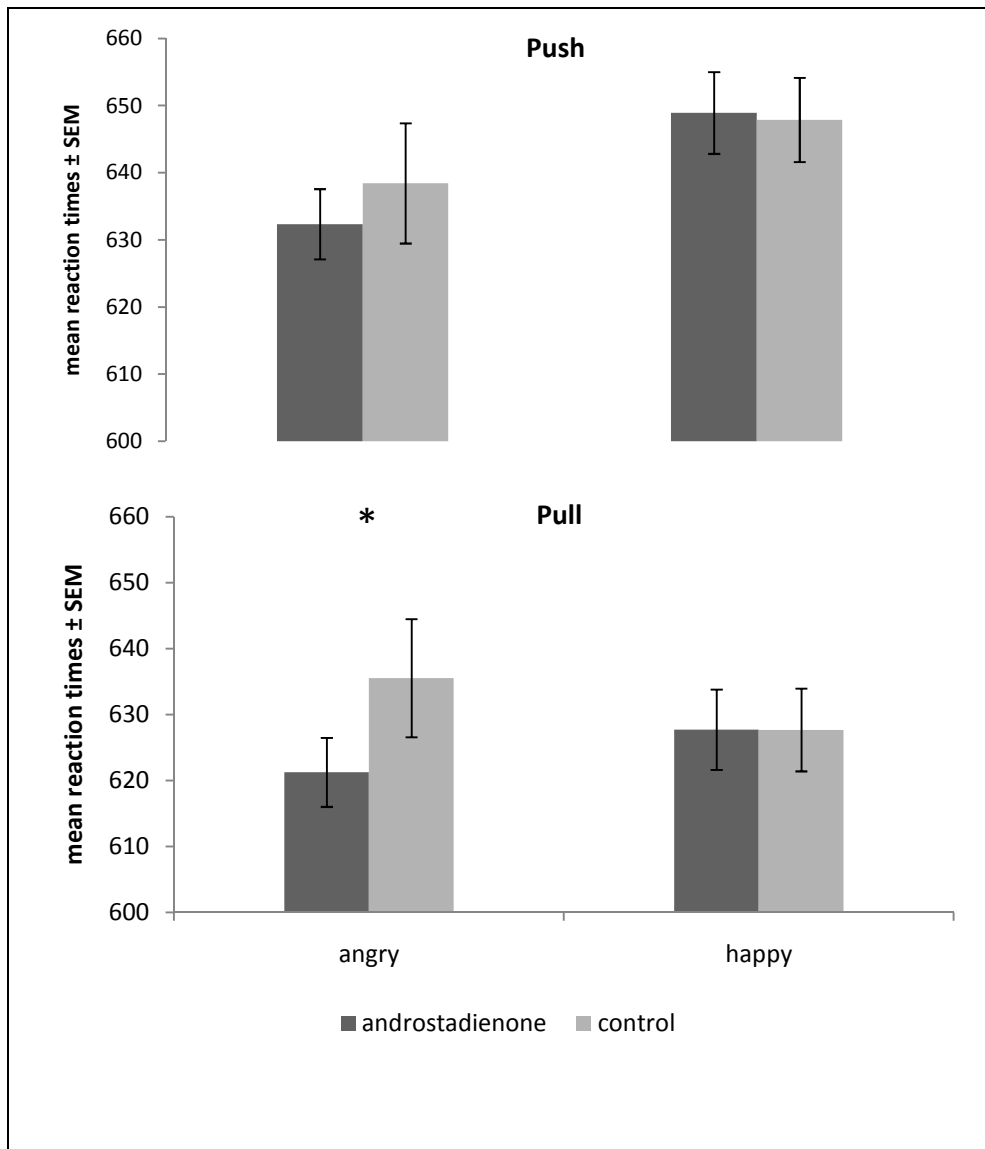 Push
mean reaction times ± SEM
660
650
640
630
620
610
600
* Pull
mean reaction times ± SEM
660
650
640
630
620
610
600
angry happy
androstadienone control